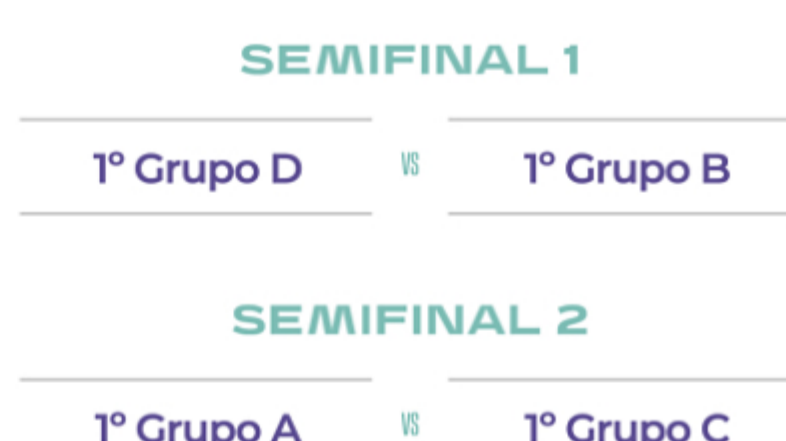 SEMIFINAL 1
1º Grupo D VS 1º Grupo B
SEMIFINAL 2
1º Grupo A VS 1º Grupo C